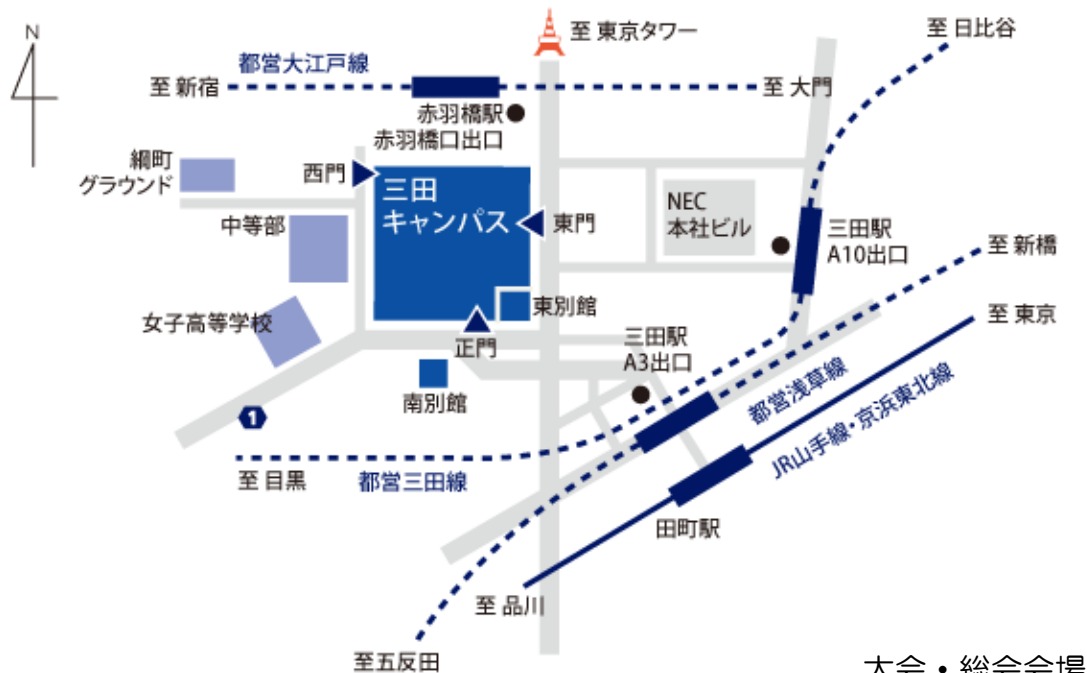 N
至 東京タワー
至 日比谷
都営大江戸線
至 新宿
至 大門
赤羽橋駅
赤羽橋口出口
綱町
グラウンド
西門
三田
キャンパス
東門
NEC
本社ビル
三田駅
A10出口
中等部
至 新橋
女子高等学校
東別館
至 東京
正門
三田駅
A3出口
南別館
1
都営浅草線
JR山手線・京浜東北線
至 目黒
都営三田線
田町駅
至 品川
至五反田
大会・総会会場